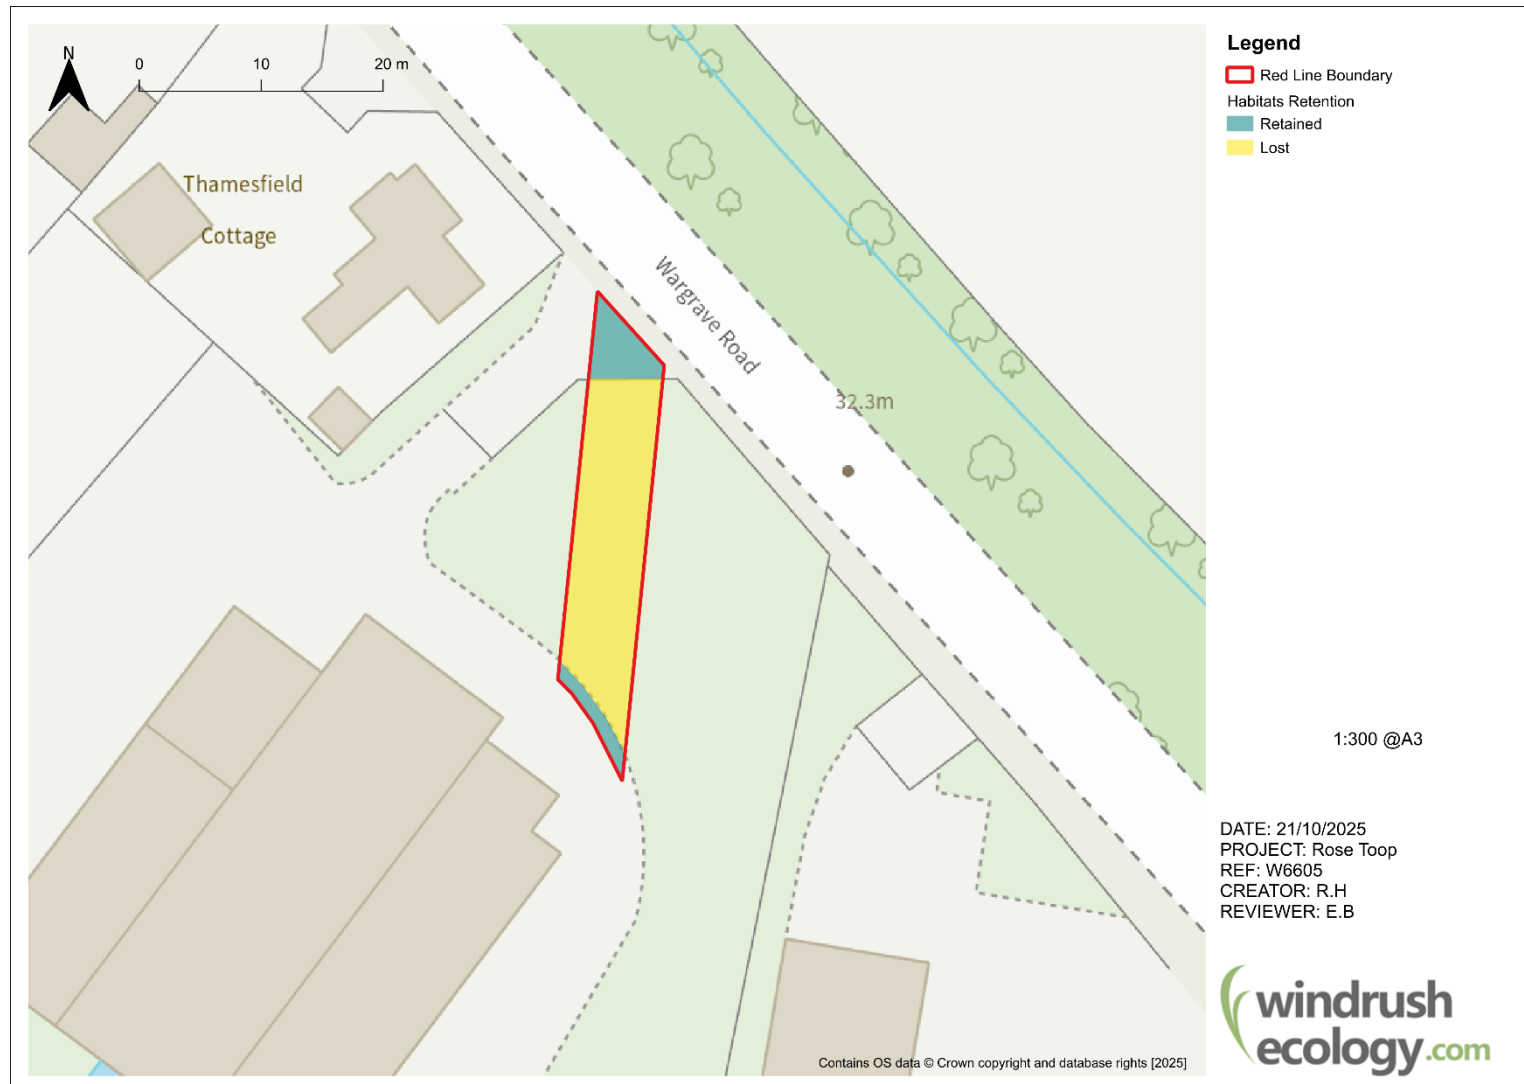 N
0 10 20 m
Thamesfield
Cottage
Wargrave Road
32.3m
Contains OS data © Crown copyright and database rights [2025]
Legend
Red Line Boundary
Habitats Retention
Retained
Lost
1:300 @A3
DATE: 21/10/2025
PROJECT: Rose Toop
REF: W6605
CREATOR: R.H
REVIEWER: E.B
windrush
ecology.com